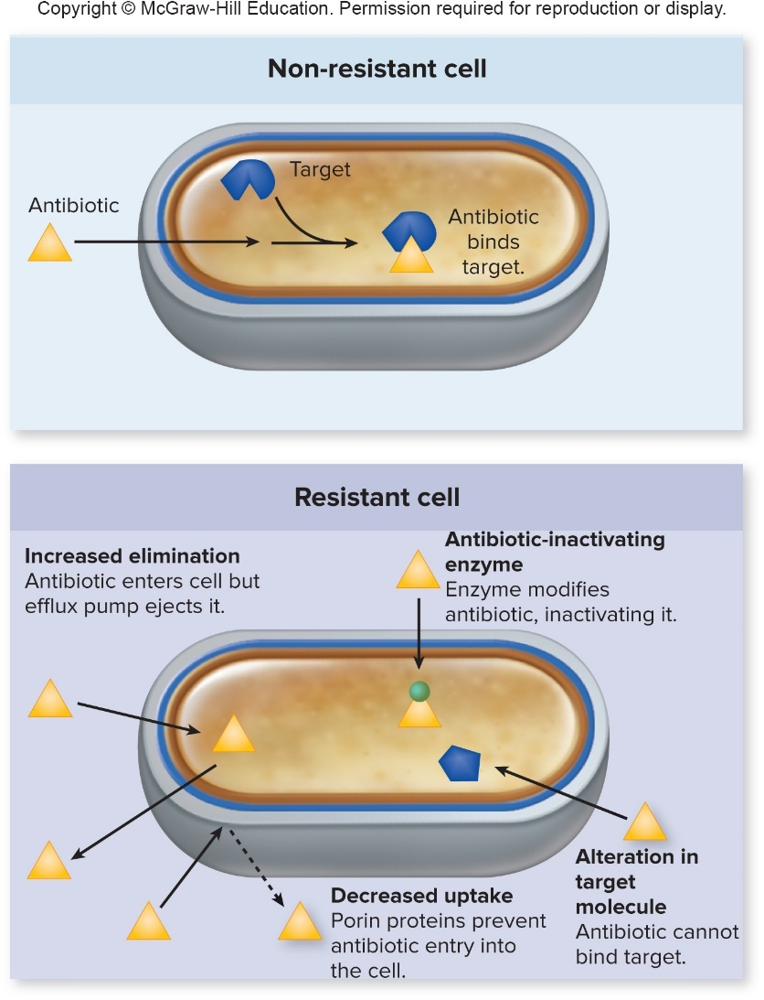 Copyright © McGraw-Hill Education. Permission required for reproduction or display.
Non-resistant cell
Target
Antibiotic
Antibiotic
binds
target.
Resistant cell
Increased elimination
Antibiotic enters cell but
efflux pump ejects it.
Antibiotic-inactivating
enzyme
Enzyme modifies
antibiotic, inactivating it.
Decreased uptake
Porin proteins prevent
antibiotic entry into
the cell.
Alteration in
target
molecule
Antibiotic cannot
bind target.